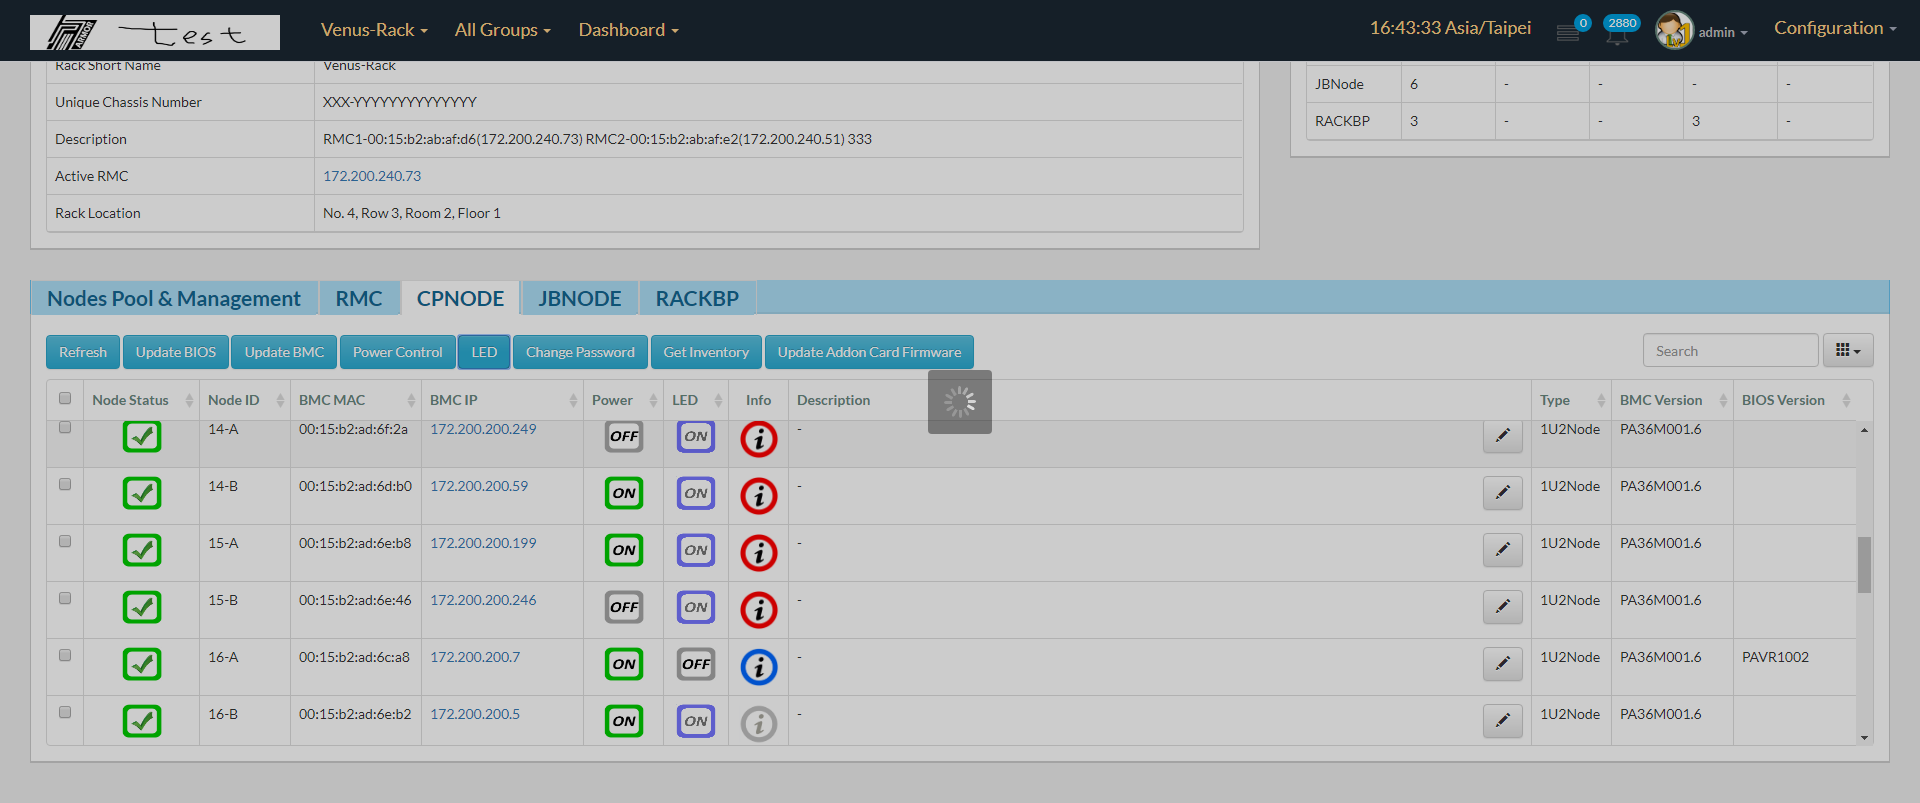 ARMOR test Venus-Rack All Groups Dashboard 16:43:33 Asia/Taipei 0 2880 admin Configuration
Rack Short Name Venus-Rack
Unique Chassis Number XXX-YYYYYYYYYYYYYY
Description RMC1-00:15:b2:ab:af:d6(172.200.240.73) RMC2-00:15:b2:ab:af:e2(172.200.240.51) 333
Active RMC 172.200.240.73
Rack Location No. 4, Row 3, Room 2, Floor 1
JBNode 6 - - - -
RACKBP 3 - - 3 -
Nodes Pool & Management RMC CPNODE JBNODE RACKBP
Refresh Update BIOS Update BMC Power Control LED Change Password Get Inventory Update Addon Card Firmware Search
Node Status Node ID BMC MAC BMC IP Power LED Info Description Type BMC Version BIOS Version
14-A 00:15:b2:ad:6f:2a 172.200.200.249 OFF ON i - 1U2Node PA36M001.6
14-B 00:15:b2:ad:6d:b0 172.200.200.59 ON ON i - 1U2Node PA36M001.6
15-A 00:15:b2:ad:6e:b8 172.200.200.199 ON ON i - 1U2Node PA36M001.6
15-B 00:15:b2:ad:6e:46 172.200.200.246 OFF ON i - 1U2Node PA36M001.6
16-A 00:15:b2:ad:6c:a8 172.200.200.7 ON OFF i - 1U2Node PA36M001.6 PAVR1002
16-B 00:15:b2:ad:6e:b2 172.200.200.5 ON ON i - 1U2Node PA36M001.6